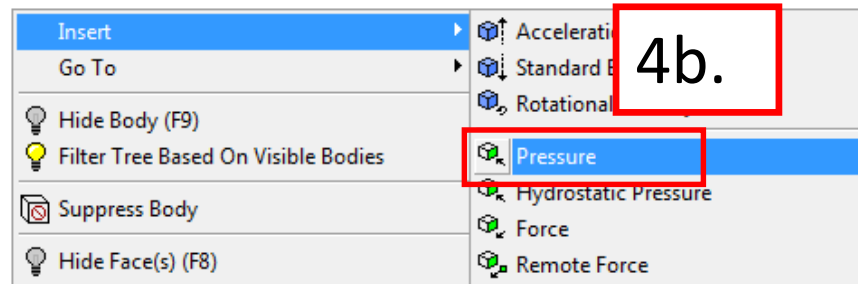 Insert
Go To
Hide Body (F9)
Filter Tree Based On Visible Bodies
Suppress Body
Hide Face(s) (F8)
Standard
Rotational
Pressure
Hydrostatic Pressure
Force
Remote Force
4b.